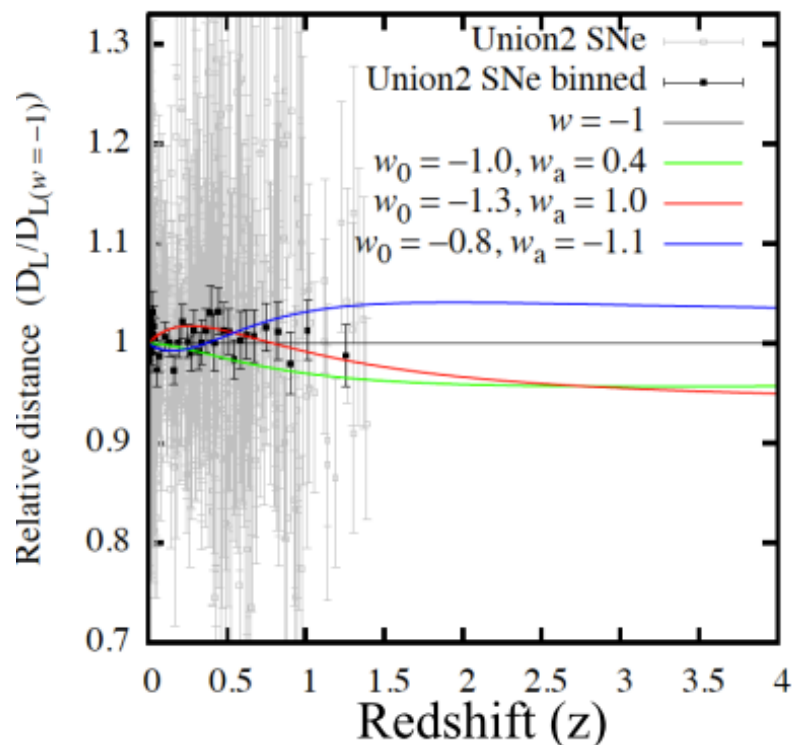 Union2 SNe
Union2 SNe binned
w = −1
w₀ = −1.0, wₐ = 0.4
w₀ = −1.3, wₐ = 1.0
w₀ = −0.8, wₐ = −1.1
1.3
1.2
1.1
1
0.9
0.8
0.7
Relative distance (D_L/D_L(w = −1))
0 0.5 1 1.5 2 2.5 3 3.5 4
Redshift (z)